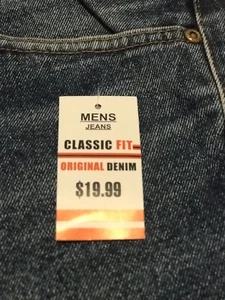 MENS
JEANS
CLASSIC FIT
ORIGINAL DENIM
$19.99